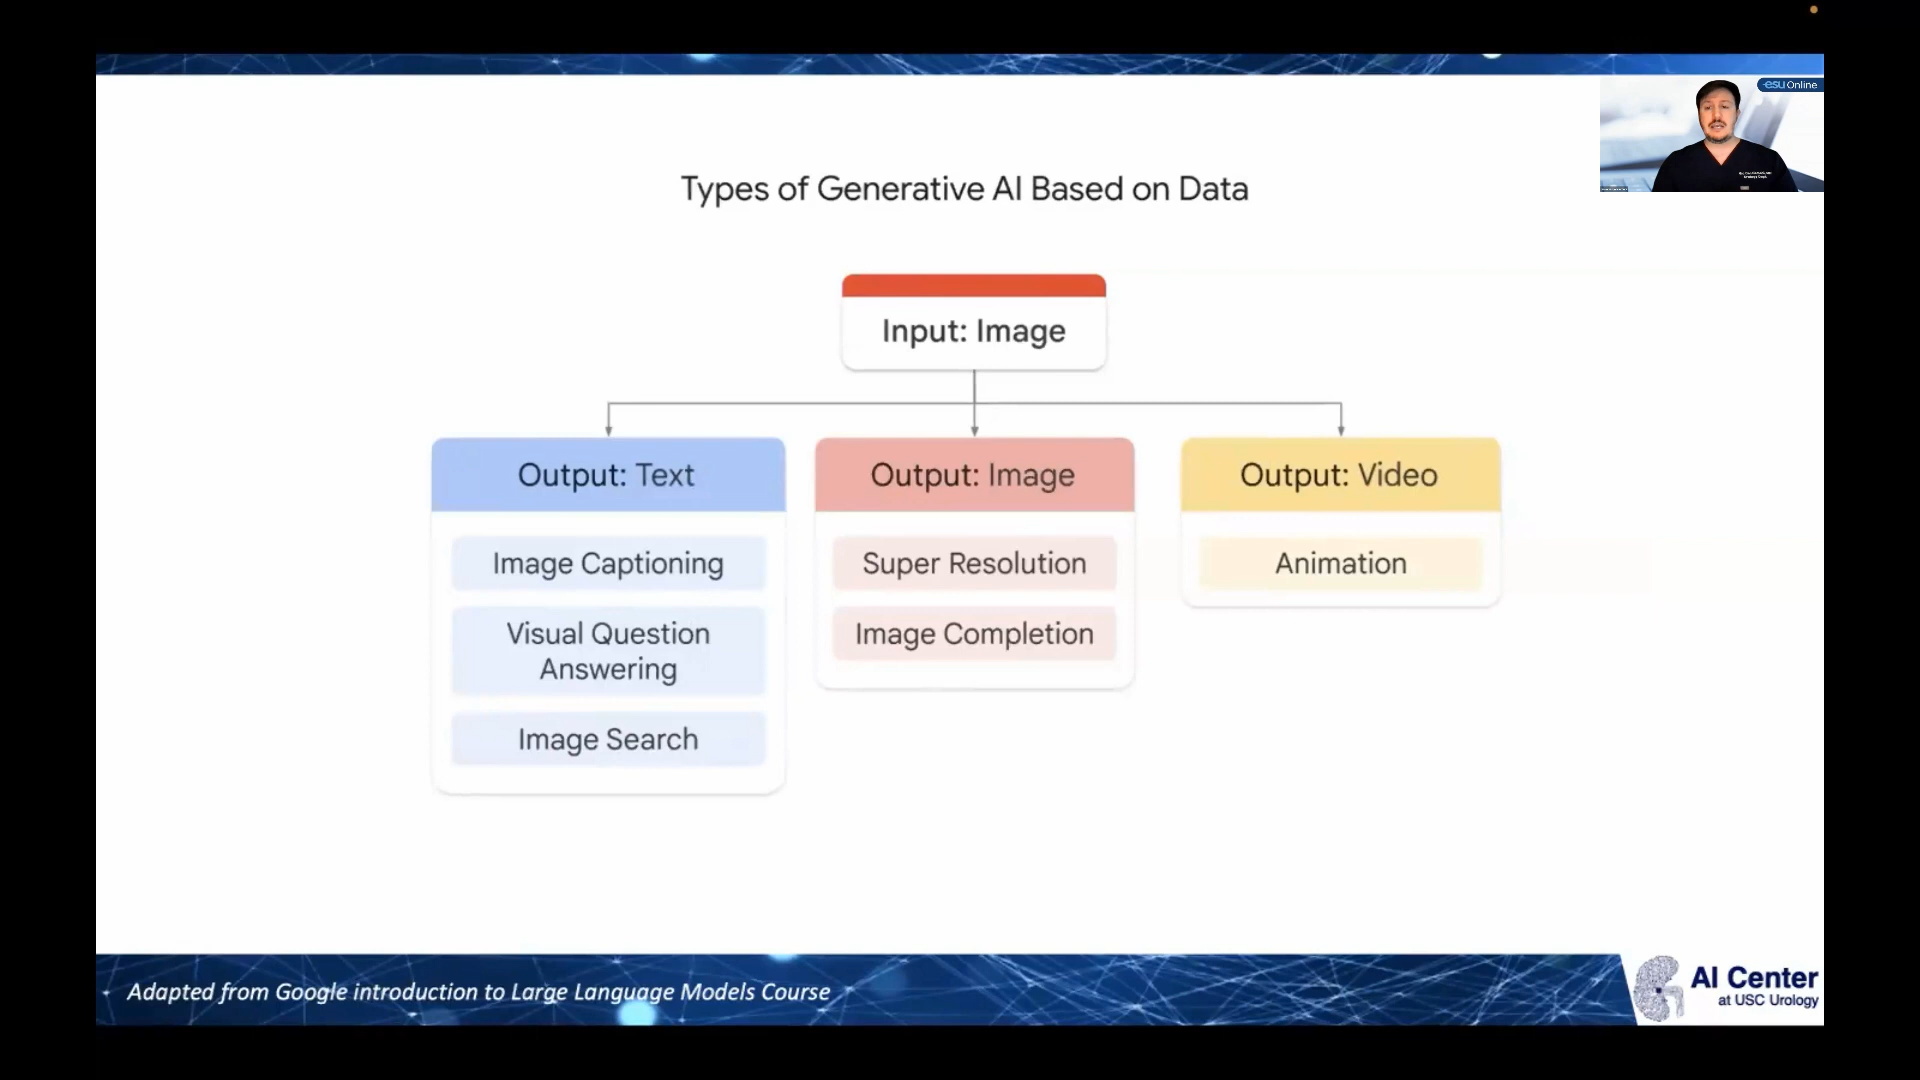 esu Online
Types of Generative AI Based on Data
Input: Image
Output: Text
Image Captioning
Visual Question
Answering
Image Search
Output: Image
Super Resolution
Image Completion
Output: Video
Animation
Adapted from Google introduction to Large Language Models Course
AI Center
at USC Urology